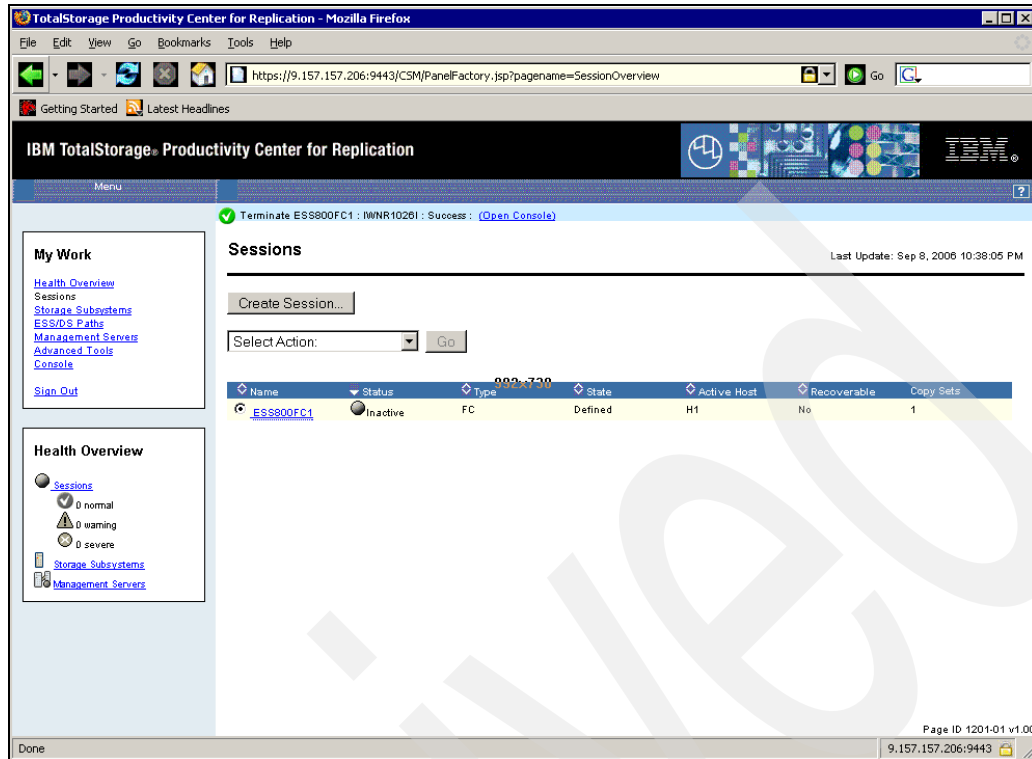 TotalStorage Productivity Center for Replication - Mozilla Firefox
File Edit View Go Bookmarks Tools Help
https://9.157.157.206:9443/CSM/PanelFactory.jsp?pagename=SessionOverview Go G
Getting Started Latest Headlines
IBM TotalStorage® Productivity Center for Replication IBM®
Menu ?
Terminate ESS800FC1 : IWNR1026I : Success : (Open Console)
Sessions
Last Update: Sep 8, 2006 10:38:05 PM
My Work
Health Overview
Sessions
Storage Subsystems
ESS/DS Paths
Management Servers
Advanced Tools
Console
Sign Out
Create Session...
Select Action: Go
992x730
Name Status Type State Active Host Recoverable Copy Sets
ESS800FC1 Inactive FC Defined H1 No 1
Health Overview
Sessions
0 normal
0 warning
0 severe
Storage Subsystems
Management Servers
Page ID 1201-01 v1.00
Done 9.157.157.206:9443